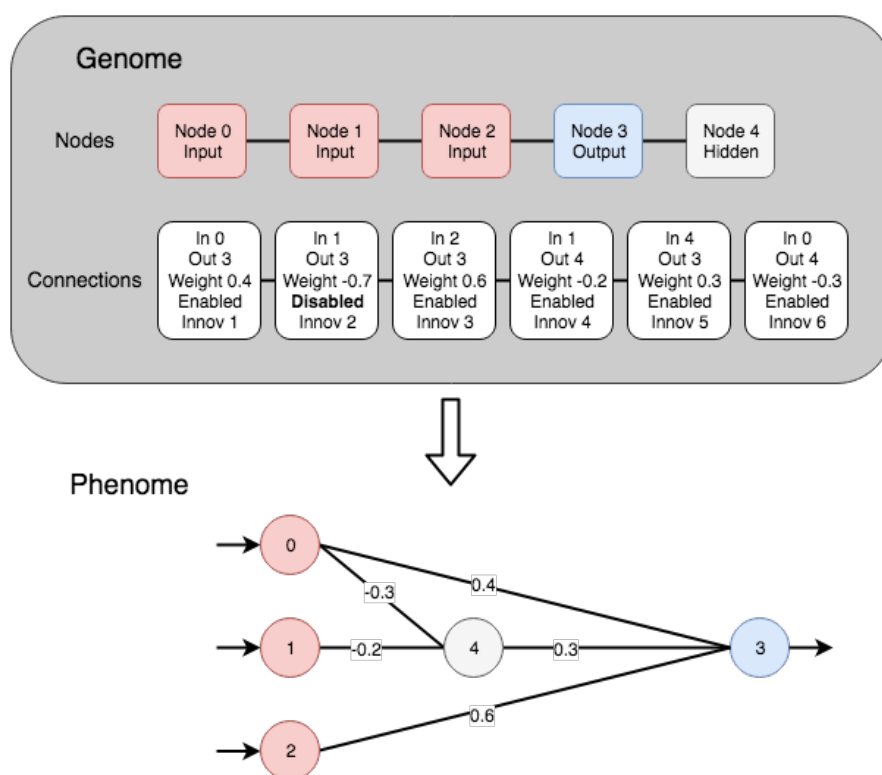 Genome
Nodes
Node 0
Input
Node 1
Input
Node 2
Input
Node 3
Output
Node 4
Hidden
Connections
In 0
Out 3
Weight 0.4
Enabled
Innov 1
In 1
Out 3
Weight -0.7
Disabled
Innov 2
In 2
Out 3
Weight 0.6
Enabled
Innov 3
In 1
Out 4
Weight -0.2
Enabled
Innov 4
In 4
Out 3
Weight 0.3
Enabled
Innov 5
In 0
Out 4
Weight -0.3
Enabled
Innov 6
Phenome
0
0.4
-0.3
1
-0.2
4
0.3
3
0.6
2